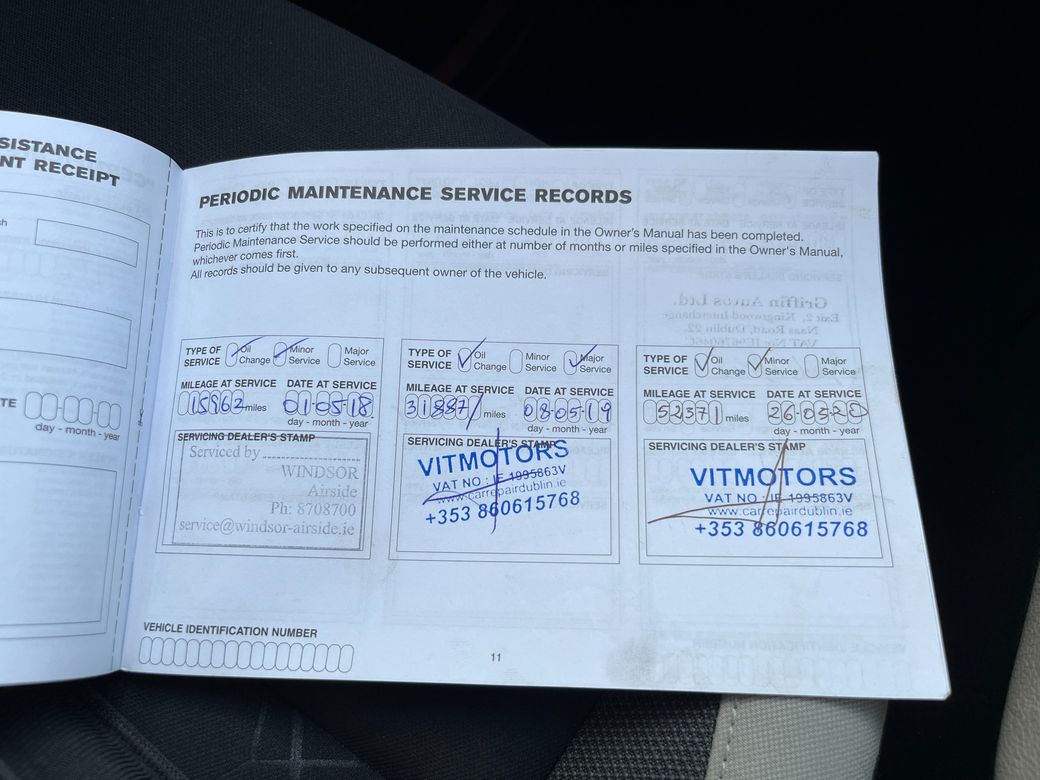 SISTANCE
NT RECEIPT
TE
day - month - year
PERIODIC MAINTENANCE SERVICE RECORDS
This is to certify that the work specified on the maintenance schedule in the Owner's Manual has been completed.
Periodic Maintenance Service should be performed either at number of months or miles specified in the Owner's Manual,
whichever comes first.
All records should be given to any subsequent owner of the vehicle.
TYPE OF SERVICE Oil Change Minor Service Major Service
MILEAGE AT SERVICE DATE AT SERVICE
15962 miles 01-05-18
day - month - year
SERVICING DEALER'S STAMP
Serviced by
WINDSOR
Airside
Ph: 8708700
service@windsor-airside.ie
TYPE OF SERVICE Oil Change Minor Service Major Service
MILEAGE AT SERVICE DATE AT SERVICE
31887 miles 08-05-19
day - month - year
SERVICING DEALER'S STAMP
VITMOTORS
VAT NO : IE 1995863V
www.carrepairdublin.ie
+353 860615768
TYPE OF SERVICE Oil Change Minor Service Major Service
MILEAGE AT SERVICE DATE AT SERVICE
52371 miles 26-03-20
day - month - year
SERVICING DEALER'S STAMP
VITMOTORS
VAT NO : IE 1995863V
www.carrepairdublin.ie
+353 860615768
VEHICLE IDENTIFICATION NUMBER
11